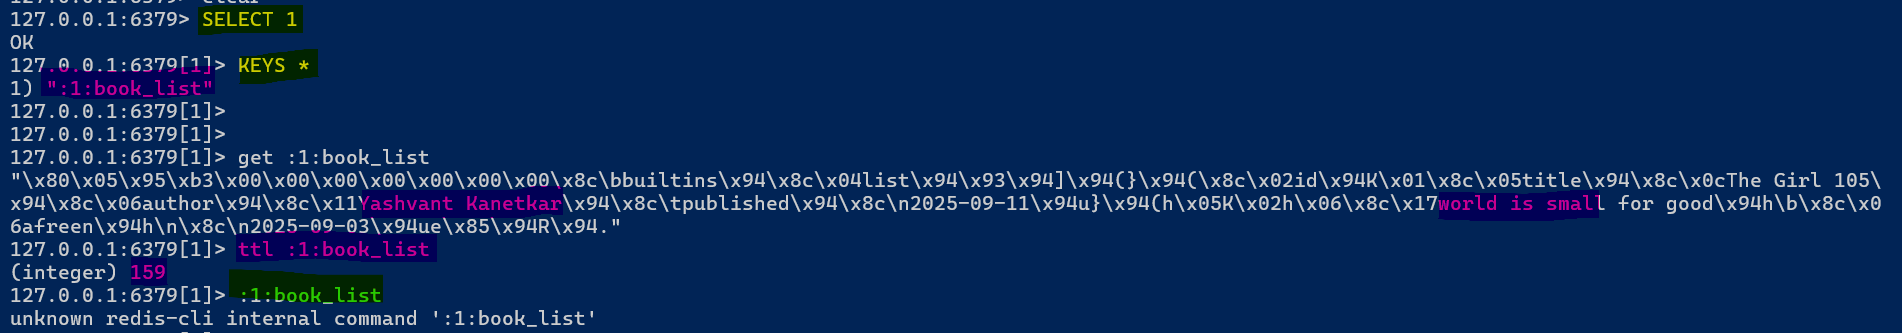 127.0.0.1:6379> clear
127.0.0.1:6379> SELECT 1
OK
127.0.0.1:6379[1]> KEYS *
1) ":1:book_list"
127.0.0.1:6379[1]>
127.0.0.1:6379[1]>
127.0.0.1:6379[1]> get :1:book_list
"\x80\x05\x95\xb3\x00\x00\x00\x00\x00\x00\x00\x8c\bbuiltins\x94\x8c\x04list\x94\x93\x94]\x94(}\x94(\x8c\x02id\x94K\x01\x8c\x05title\x94\x8c\x0cThe Girl 105\
x94\x8c\x06author\x94\x8c\x11Yashvant Kanetkar\x94\x8c\tpublished\x94\x8c\n2025-09-11\x94u}\x94(h\x05K\x02h\x06\x8c\x17world is small for good\x94h\b\x8c\x0
6afreen\x94h\n\x8c\n2025-09-03\x94ue\x85\x94R\x94."
127.0.0.1:6379[1]> ttl :1:book_list
(integer) 159
127.0.0.1:6379[1]> :1:book_list
unknown redis-cli internal command ':1:book_list'